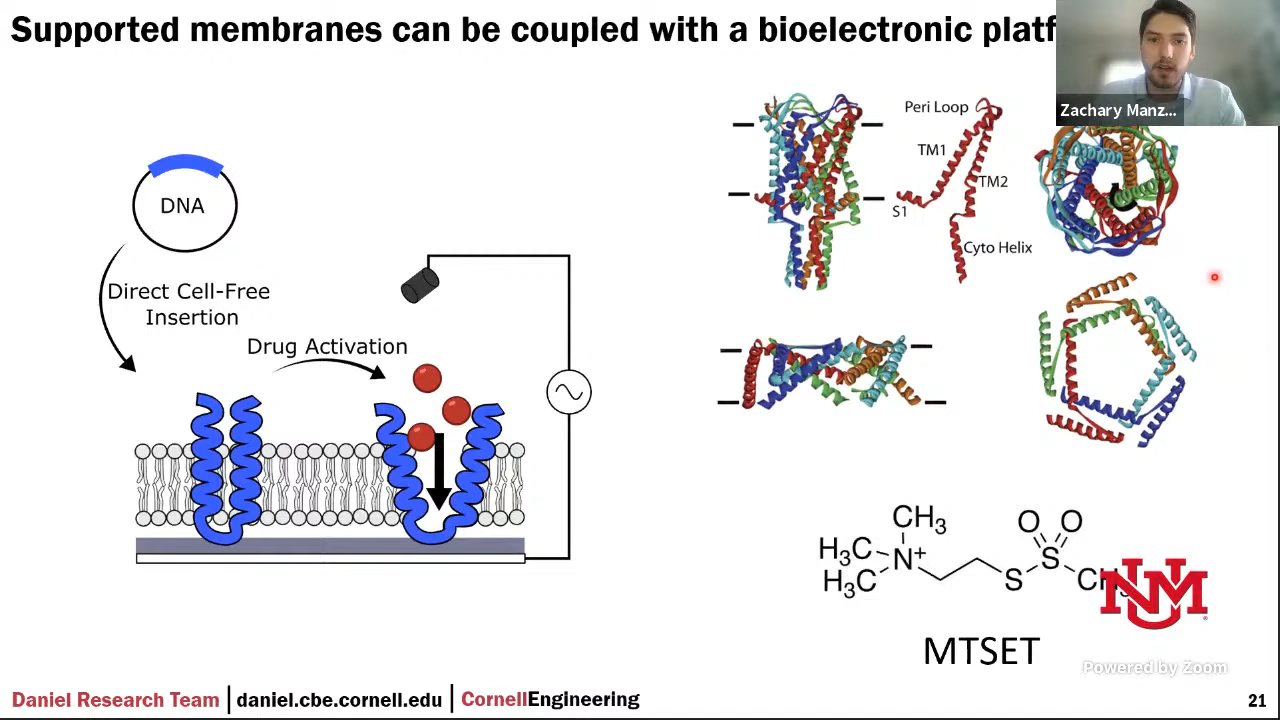 Supported membranes can be coupled with a bioelectronic
Zachary Manz...
DNA
Direct Cell-Free
Insertion
Drug Activation
Peri Loop
TM1
TM2
S1
Cyto Helix
CH3
O O
H3C
N+
H3C
S
S
MTSET
UNM
Powered by Zoom
Daniel Research Team | daniel.cbe.cornell.edu | CornellEngineering
21